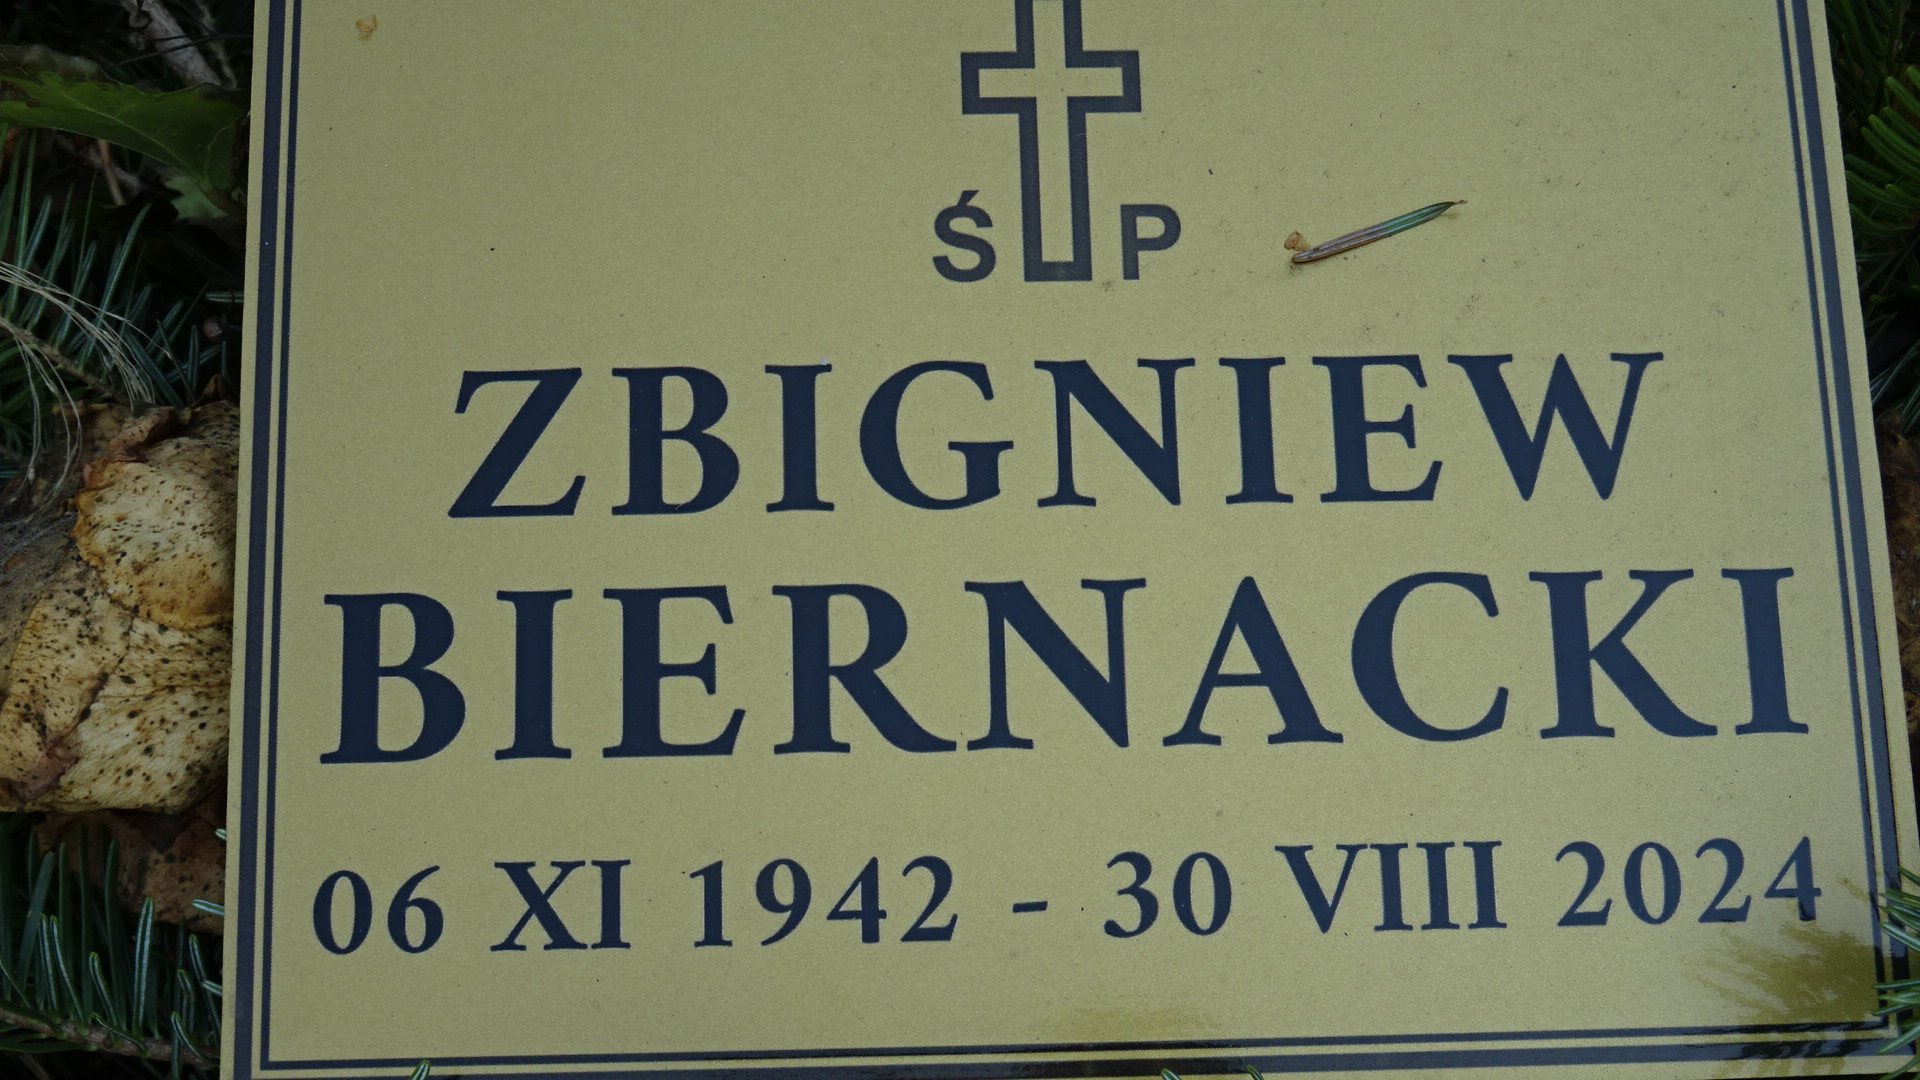 Ś P
ZBIGNIEW
BIERNACKI
06 XI 1942 - 30 VIII 2024